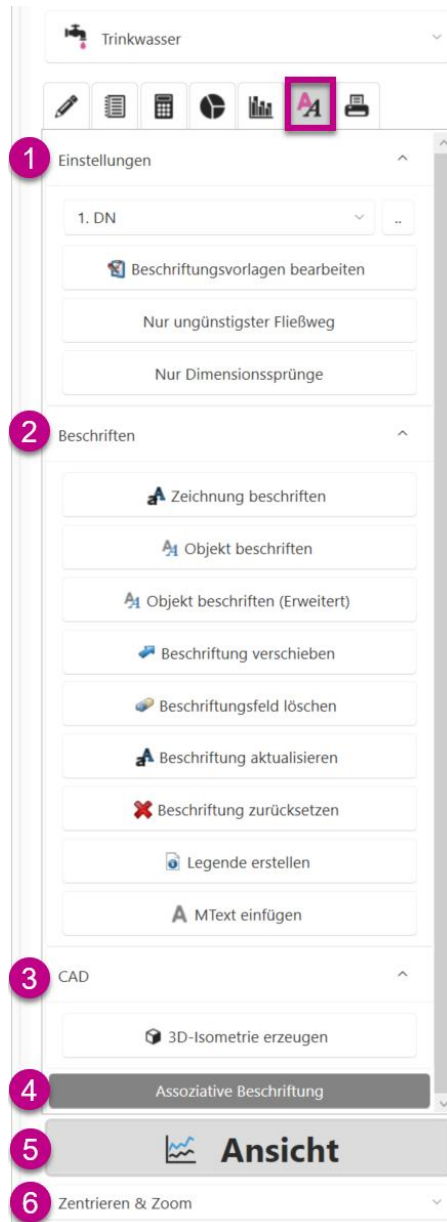 Trinkwasser
1
Einstellungen
1. DN
..
Beschriftungsvorlagen bearbeiten
Nur ungünstigster Fließweg
Nur Dimensionssprünge
2
Beschriften
Zeichnung beschriften
Objekt beschriften
Objekt beschriften (Erweitert)
Beschriftung verschieben
Beschriftungsfeld löschen
Beschriftung aktualisieren
Beschriftung zurücksetzen
Legende erstellen
MText einfügen
3
CAD
3D-Isometrie erzeugen
4
Assoziative Beschriftung
5
Ansicht
6
Zentrieren & Zoom